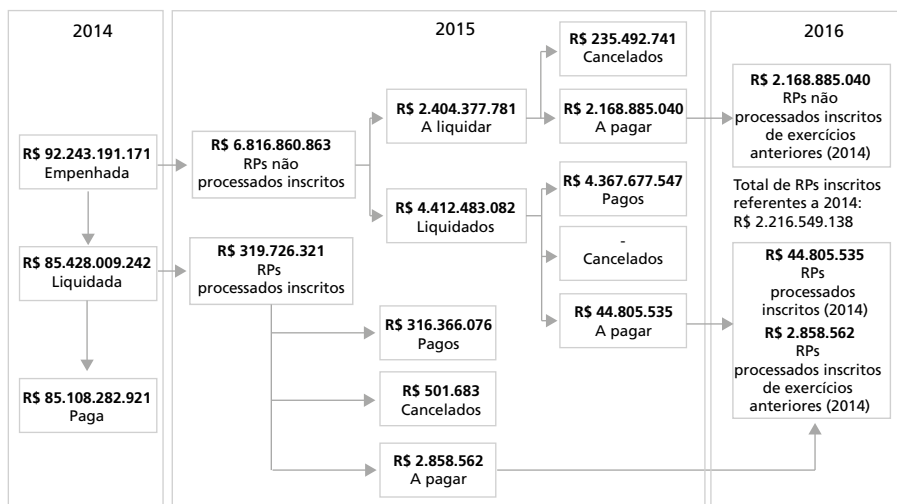 2014
R$ 92.243.191.171
Empenhada
R$ 85.428.009.242
Liquidada
R$ 85.108.282.921
Paga
2015
R$ 6.816.860.863
RPs não
processados inscritos
R$ 319.726.321
RPs
processados inscritos
R$ 2.404.377.781
A liquidar
R$ 4.412.483.082
Liquidados
R$ 316.366.076
Pagos
R$ 501.683
Cancelados
R$ 2.858.562
A pagar
R$ 235.492.741
Cancelados
R$ 2.168.885.040
A pagar
R$ 4.367.677.547
Pagos
-
Cancelados
R$ 44.805.535
A pagar
2016
R$ 2.168.885.040
RPs não
processados inscritos
de exercícios
anteriores (2014)
Total de RPs inscritos
referentes a 2014:
R$ 2.216.549.138
R$ 44.805.535
RPs
processados
inscritos (2014)
R$ 2.858.562
RPs
processados inscritos
de exercícios
anteriores (2014)